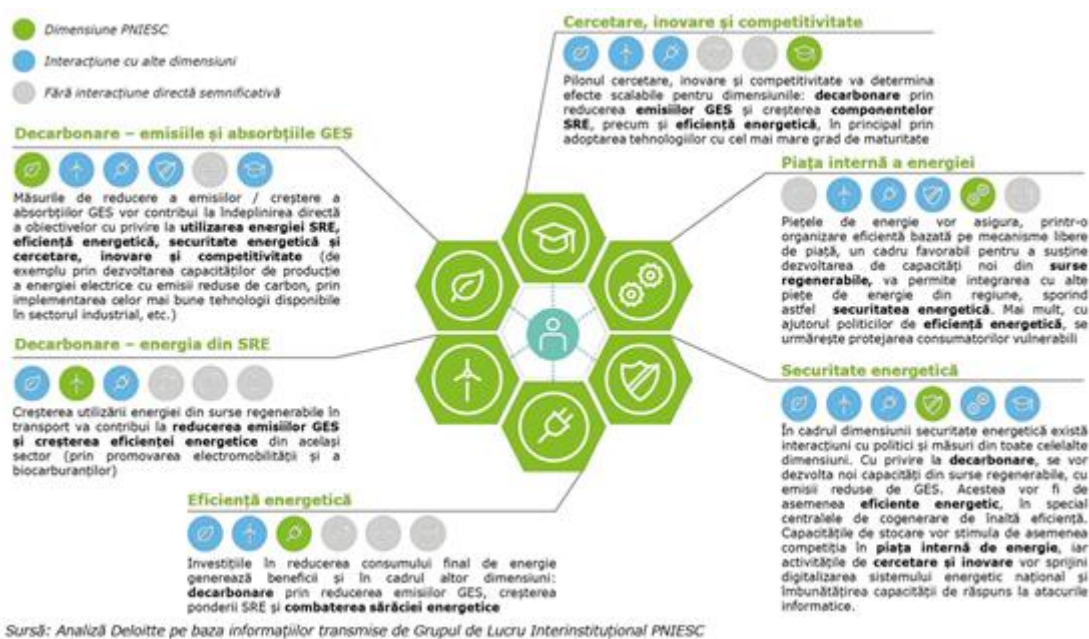 Dimensiune PNIESC
Interacțiune cu alte dimensiuni
Fără interacțiune directă semnificativă
Decarbonare – emisiile și absorbțiile GES
Măsurile de reducere a emisiilor / creștere a
absorbțiilor GES vor contribui la îndeplinirea directă
a obiectivelor cu privire la utilizarea energiei SRE,
eficiență energetică, securitate energetică și
cercetare, inovare și competitivitate (de
exemplu prin dezvoltarea capacităților de producție
a energiei electrice cu emisii reduse de carbon, prin
implementarea celor mai bune tehnologii disponibile
în sectorul industrial, etc.)
Decarbonare – energia din SRE
Creșterea utilizării energiei din surse regenerabile în
transport va contribui la reducerea emisiilor GES
și creșterea eficienței energetice din același
sector (prin promovarea electromobilității și a
biocarburanților)
Eficiență energetică
Investițiile în reducerea consumului final de energie
generează beneficii și în cadrul altor dimensiuni:
decarbonare prin reducerea emisiilor GES, creșterea
ponderii SRE și combaterea sărăciei energetice
Cercetare, inovare și competitivitate
Pilonul cercetare, inovare și competitivitate va determina
efecte scalabile pentru dimensiunile: decarbonare prin
reducerea emisiilor GES și creșterea componentelor
SRE, precum și eficiență energetică, în principal prin
adoptarea tehnologiilor cu cel mai mare grad de maturitate
Piața internă a energiei
Piețele de energie vor asigura, printr-o
organizare eficientă bazată pe mecanisme libere
de piață, un cadru favorabil pentru a susține
dezvoltarea de capacități noi din surse
regenerabile, va permite integrarea cu alte
piețe de energie din regiune, sporind
astfel securitatea energetică. Mai mult, cu
ajutorul politicilor de eficiență energetică, se
urmărește protejarea consumatorilor vulnerabili
Securitate energetică
În cadrul dimensiunii securitate energetică există
interacțiuni cu politici și măsuri din toate celelalte
dimensiuni. Cu privire la decarbonare, se vor
dezvolta noi capacități din surse regenerabile, cu
emisii reduse de GES. Acestea vor fi de
asemenea eficiente energetic, în special
centralele de cogenerare de înaltă eficiență.
Capacitățile de stocare vor stimula de asemenea
competiția în piața internă de energie, iar
activitățile de cercetare și inovare vor sprijini
digitalizarea sistemului energetic național și
îmbunătățirea capacității de răspuns la atacurile
informatice.
Sursă: Analiză Deloitte pe baza informațiilor transmise de Grupul de Lucru Interinstituțional PNIESC